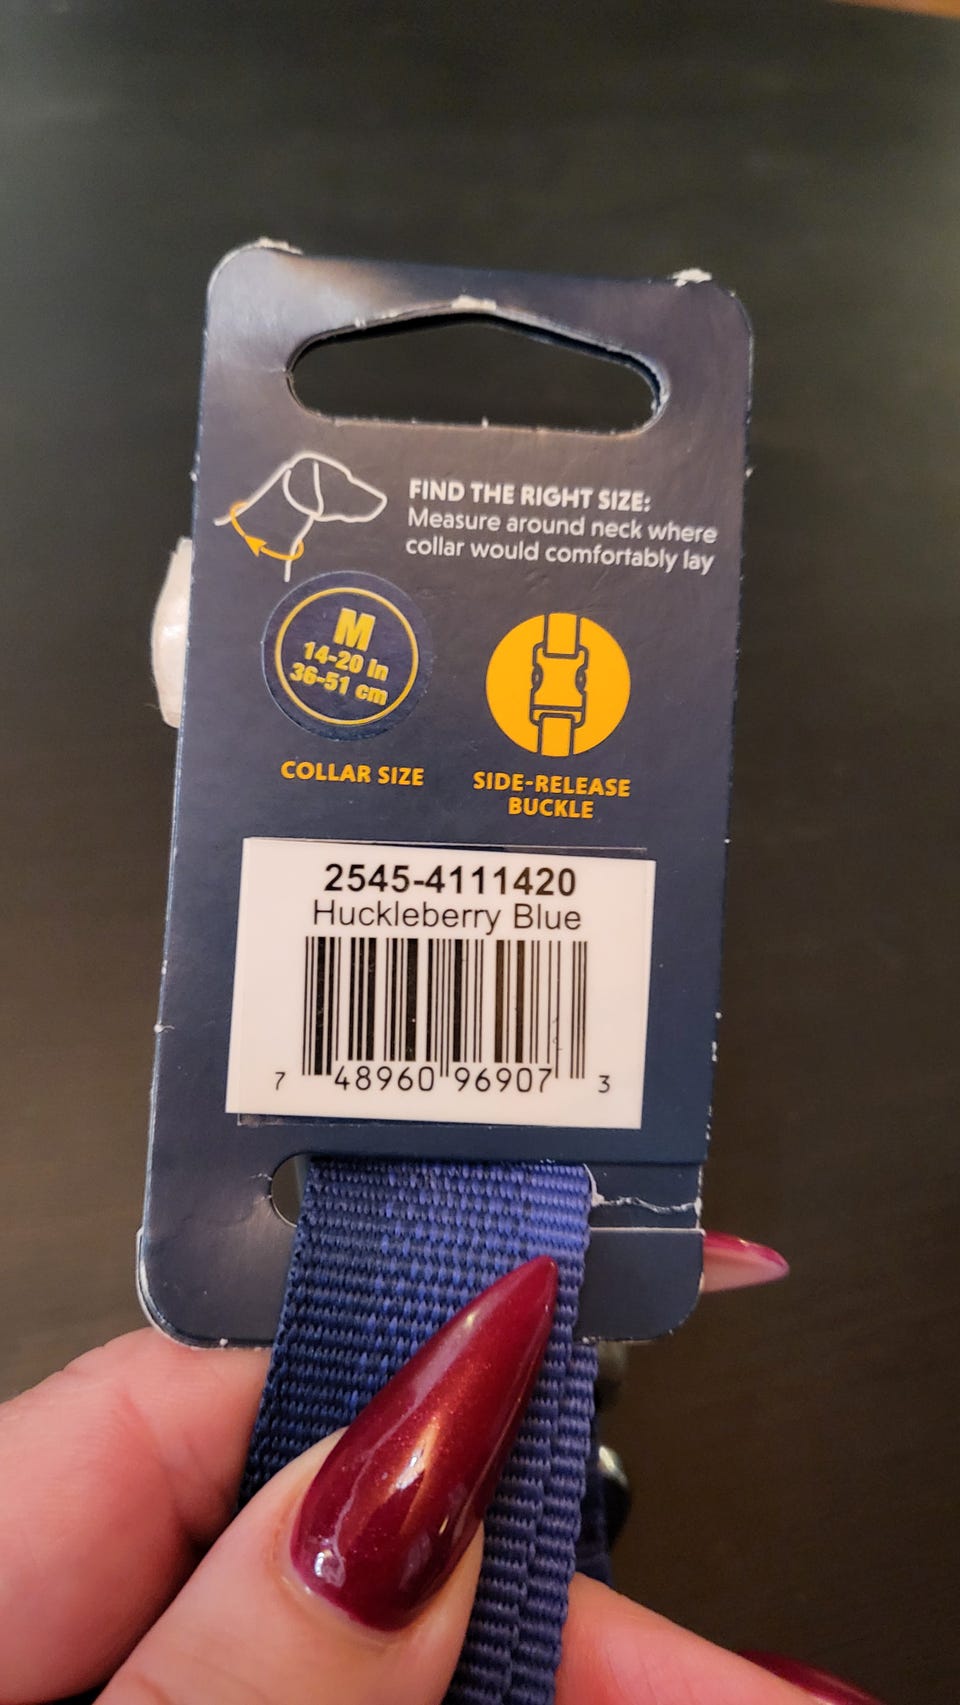 FIND THE RIGHT SIZE:
Measure around neck where
collar would comfortably lay
M
14-20 in
36-51 cm
COLLAR SIZE
SIDE-RELEASE
BUCKLE
2545-4111420
Huckleberry Blue
7 48960 96907 3